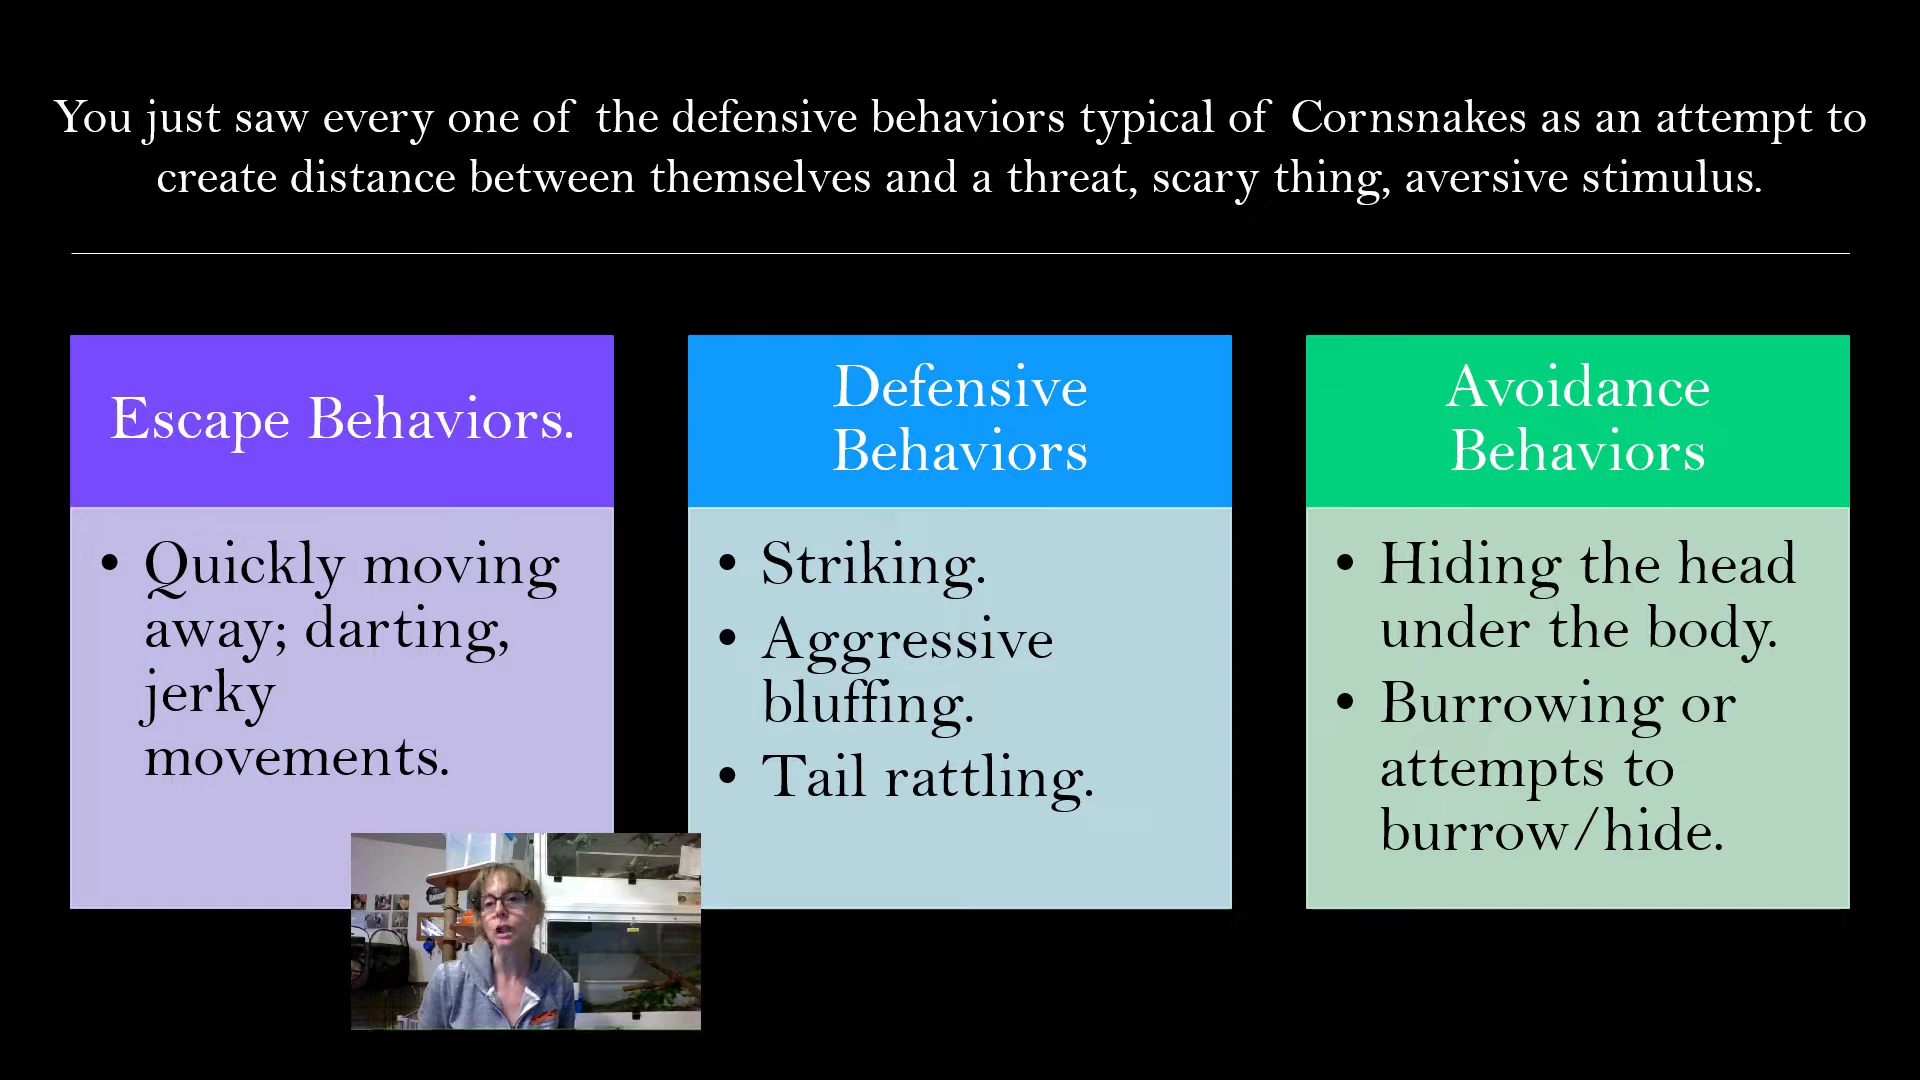 You just saw every one of the defensive behaviors typical of Cornsnakes as an attempt to
create distance between themselves and a threat, scary thing, aversive stimulus.
Escape Behaviors.
• Quickly moving
away; darting,
jerky
movements.
Defensive
Behaviors
• Striking.
• Aggressive
bluffing.
• Tail rattling.
Avoidance
Behaviors
• Hiding the head
under the body.
• Burrowing or
attempts to
burrow/hide.